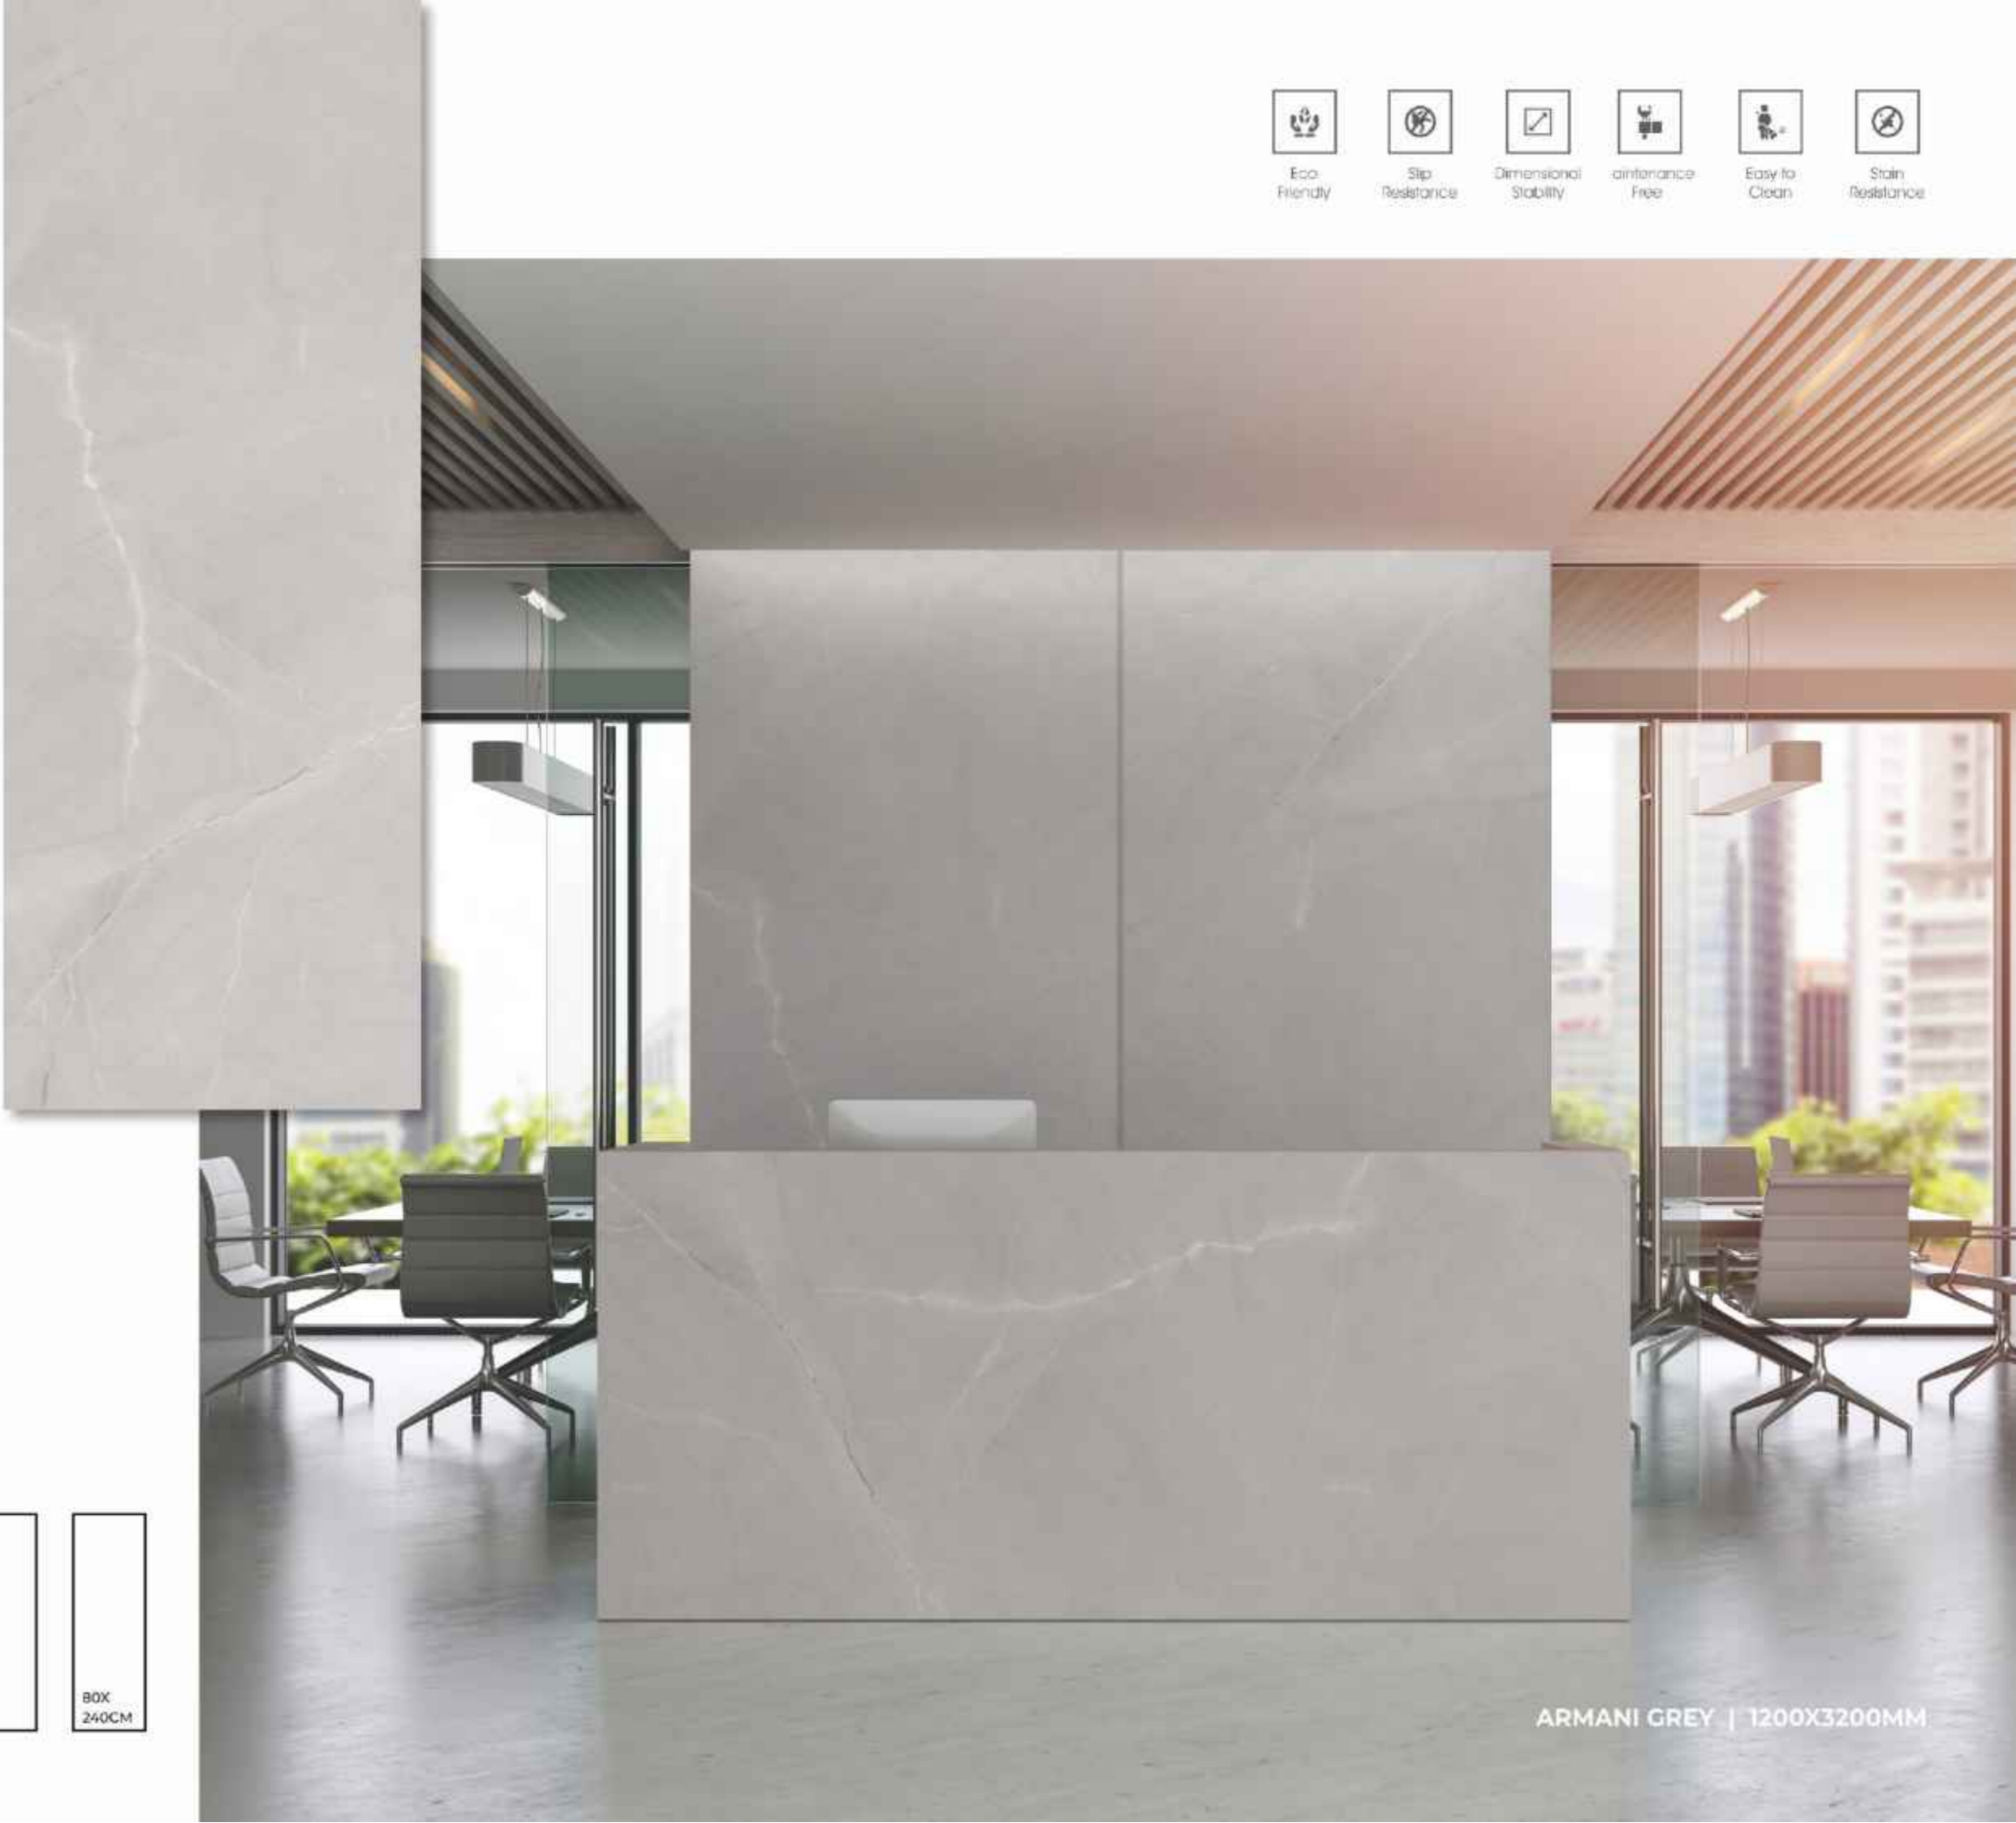 Eco
Friendly
Slip
Resistance
Dimensional
Stability
aintenance
Free
Easy to
Clean
Stain
Resistance
80X
240CM
ARMANI GREY | 1200X3200MM